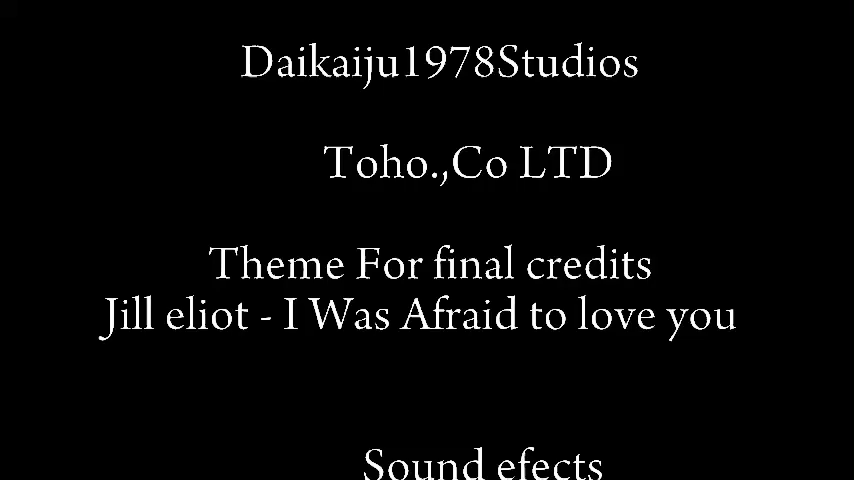 Daikaiju1978Studios
Toho.,Co LTD
Theme For final credits
Jill eliot - I Was Afraid to love you
Sound efects